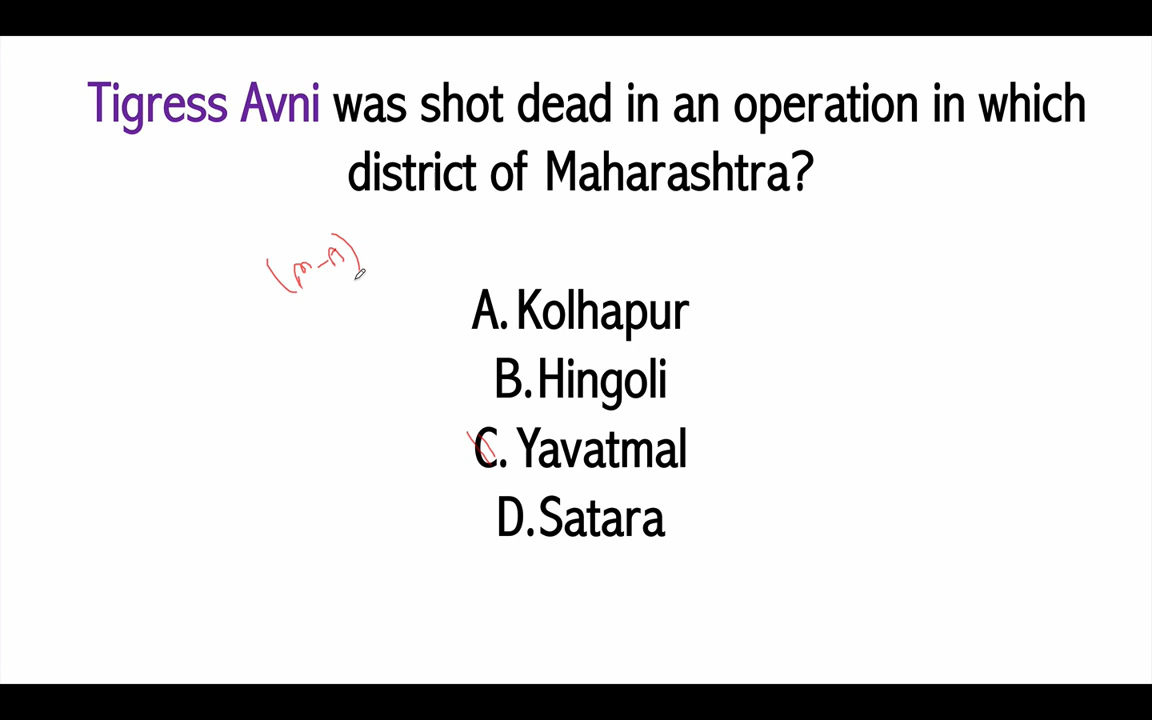 Tigress Avni was shot dead in an operation in which
district of Maharashtra?
(m-A)
A. Kolhapur
B. Hingoli
C. Yavatmal
D. Satara